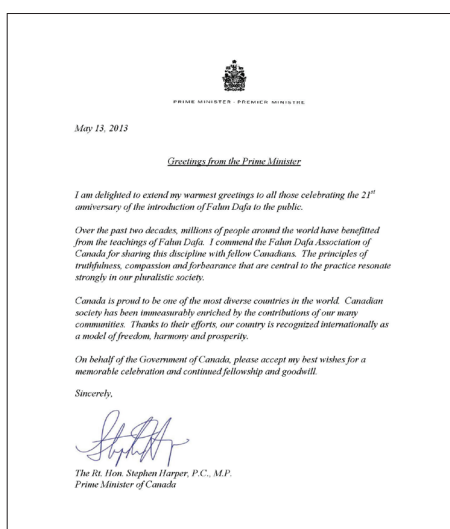 PRIME MINISTER · PREMIER MINISTRE
May 13, 2013
Greetings from the Prime Minister
I am delighted to extend my warmest greetings to all those celebrating the 21st
anniversary of the introduction of Falun Dafa to the public.
Over the past two decades, millions of people around the world have benefitted
from the teachings of Falun Dafa. I commend the Falun Dafa Association of
Canada for sharing this discipline with fellow Canadians. The principles of
truthfulness, compassion and forbearance that are central to the practice resonate
strongly in our pluralistic society.
Canada is proud to be one of the most diverse countries in the world. Canadian
society has been immeasurably enriched by the contributions of our many
communities. Thanks to their efforts, our country is recognized internationally as
a model of freedom, harmony and prosperity.
On behalf of the Government of Canada, please accept my best wishes for a
memorable celebration and continued fellowship and goodwill.
Sincerely,
The Rt. Hon. Stephen Harper, P.C., M.P.
Prime Minister of Canada